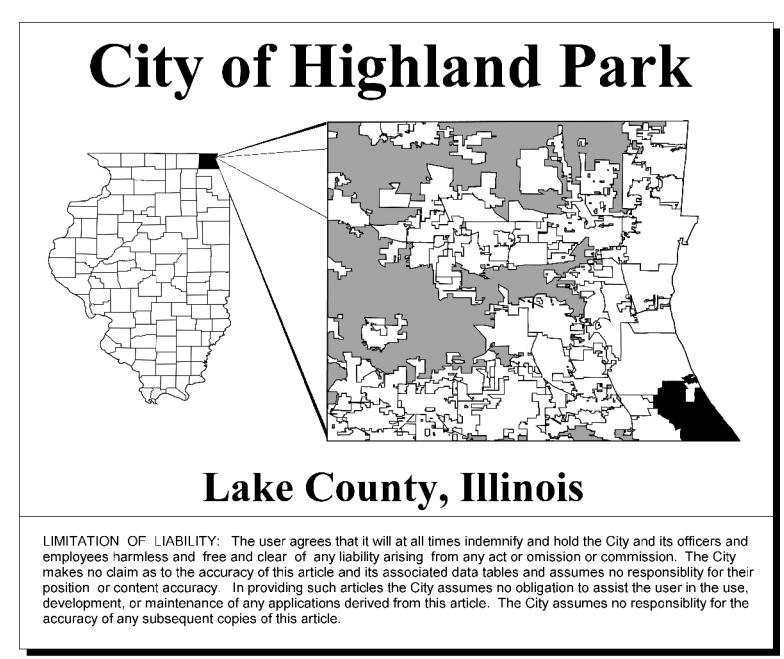 City of Highland Park
Lake County, Illinois
LIMITATION OF LIABILITY: The user agrees that it will at all times indemnify and hold the City and its officers and
employees harmless and free and clear of any liability arising from any act or omission or commission. The City
makes no claim as to the accuracy of this article and its associated data tables and assumes no responsiblity for their
position or content accuracy. In providing such articles the City assumes no obligation to assist the user in the use,
development, or maintenance of any applications derived from this article. The City assumes no responsiblity for the
accuracy of any subsequent copies of this article.